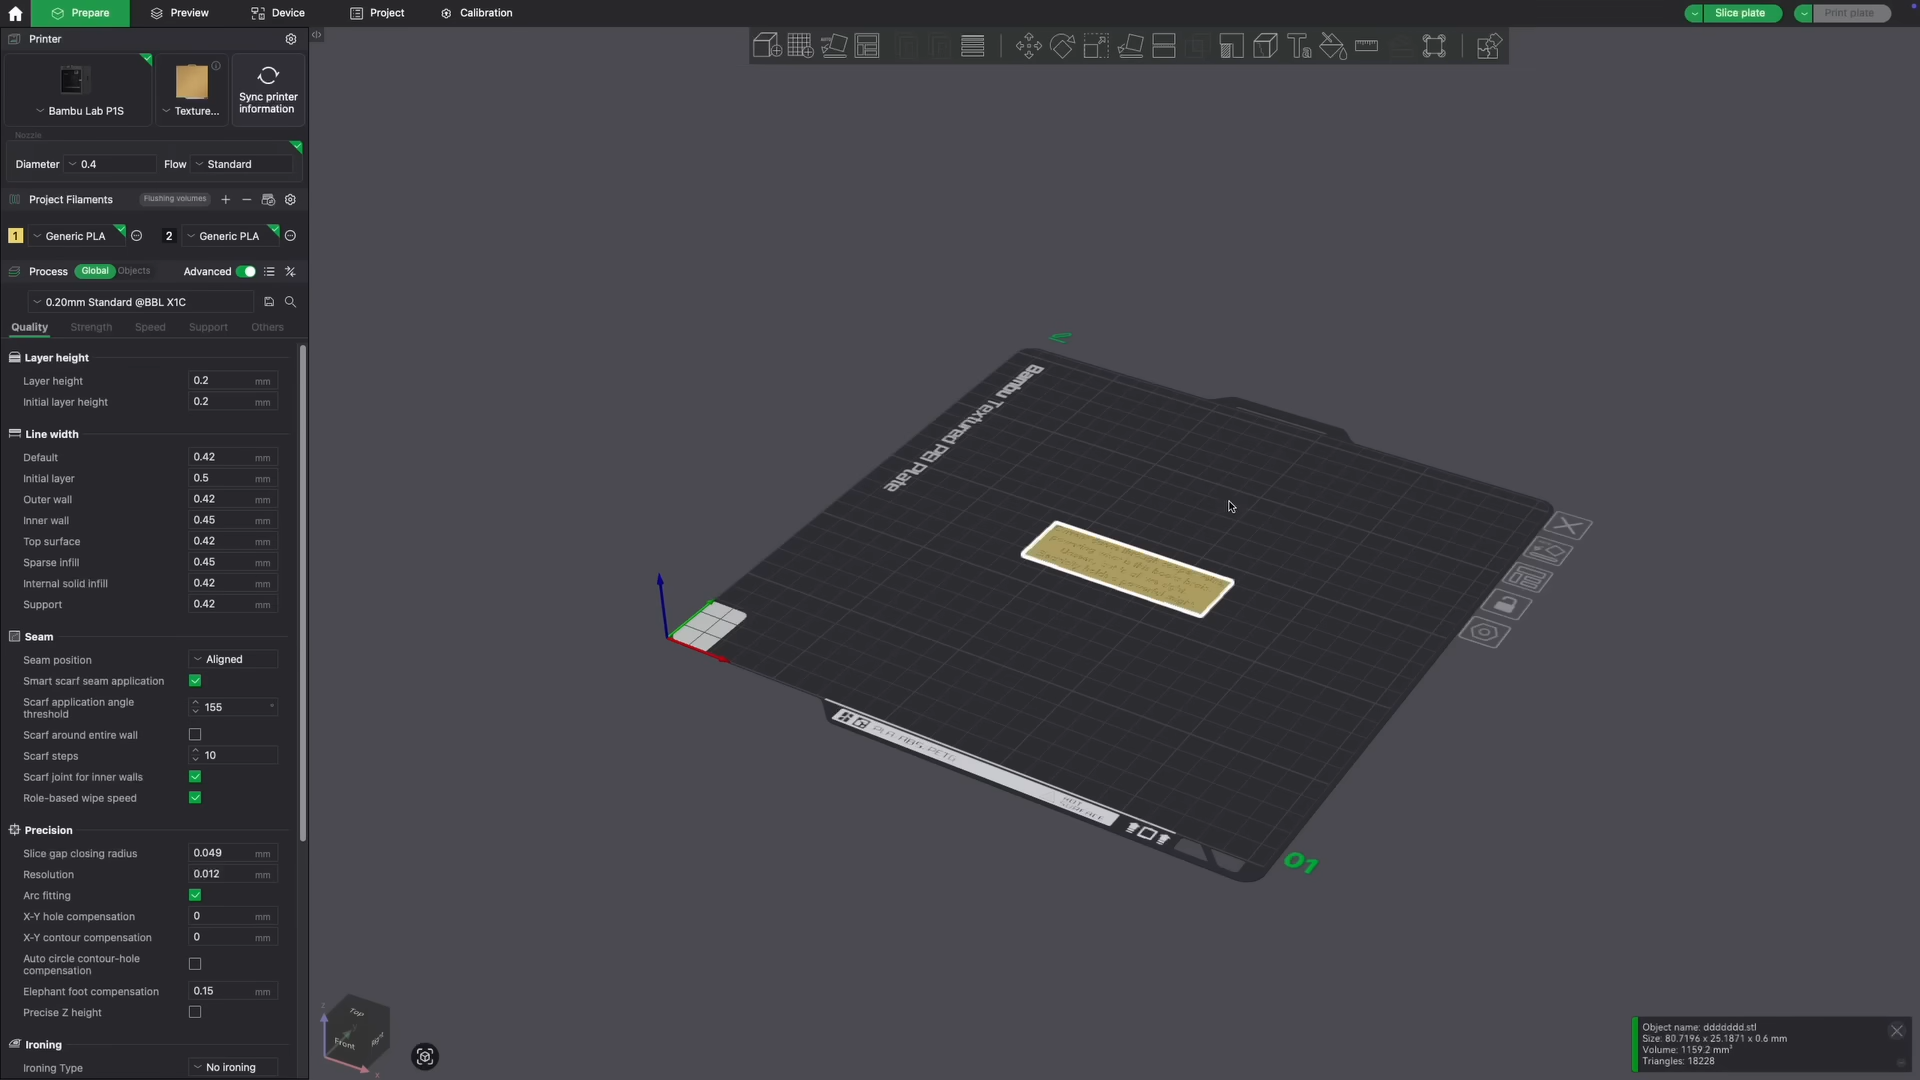 Prepare
Preview
Device
Project
Calibration
Slice plate
Print plate
Printer
Bambu Lab P1S
Texture...
Sync printer
information
Nozzle
Diameter
0.4
Flow
Standard
Project Filaments
Flushing volumes
1
Generic PLA
2
Generic PLA
Process
Global
Objects
Advanced
0.20mm Standard @BBL X1C
Quality
Strength
Speed
Support
Others
Layer height
Layer height
0.2
mm
Initial layer height
0.2
mm
Line width
Default
0.42
mm
Initial layer
0.5
mm
Outer wall
0.42
mm
Inner wall
0.45
mm
Top surface
0.42
mm
Sparse infill
0.45
mm
Internal solid infill
0.42
mm
Support
0.42
mm
Seam
Seam position
Aligned
Smart scarf seam application
Scarf application angle
threshold
155
°
Scarf around entire wall
Scarf steps
10
Scarf joint for inner walls
Role-based wipe speed
Precision
Slice gap closing radius
0.049
mm
Resolution
0.012
mm
Arc fitting
X-Y hole compensation
0
mm
X-Y contour compensation
0
mm
Auto circle contour-hole
compensation
Elephant foot compensation
0.15
mm
Precise Z height
Ironing
Ironing Type
No ironing
Bambu Textured PEI Plate
PLA ABS PETG
HOT
SURFACE
01
Top
Front
z
x
Object name: ddddddd.stl
Size: 80.7196 x 25.1871 x 0.6 mm
Volume: 1159.2 mm³
Triangles: 18228